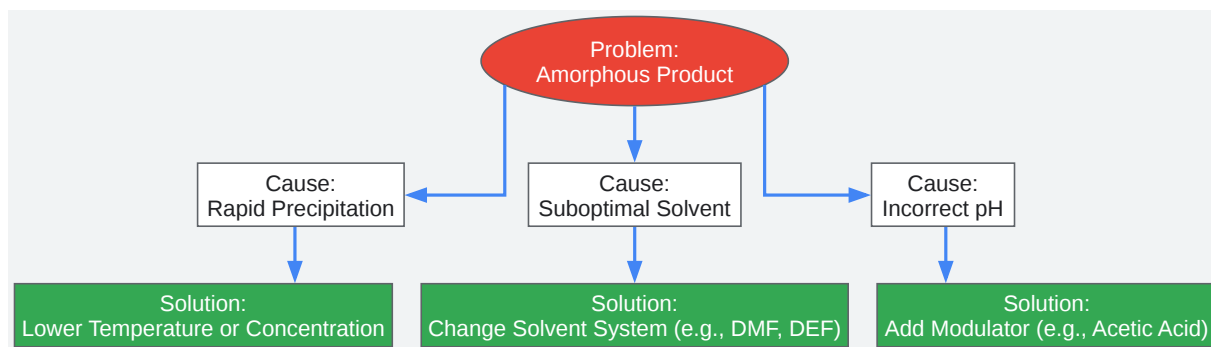 Problem:
Amorphous Product
Cause:
Rapid Precipitation
Cause:
Suboptimal Solvent
Cause:
Incorrect pH
Solution:
Lower Temperature or Concentration
Solution:
Change Solvent System (e.g., DMF, DEF)
Solution:
Add Modulator (e.g., Acetic Acid)